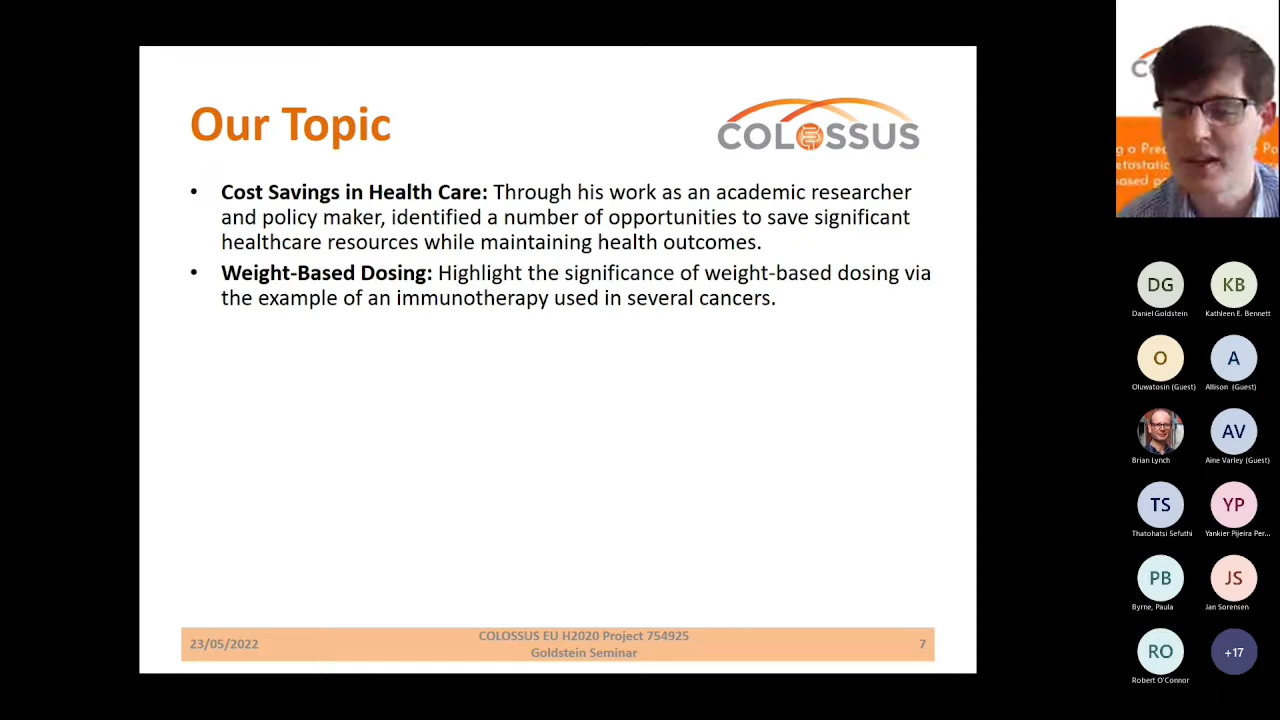 Our Topic
COLOSSUS
• Cost Savings in Health Care: Through his work as an academic researcher
and policy maker, identified a number of opportunities to save significant
healthcare resources while maintaining health outcomes.
• Weight-Based Dosing: Highlight the significance of weight-based dosing via
the example of an immunotherapy used in several cancers.
23/05/2022
COLOSSUS EU H2020 Project 754925
Goldstein Seminar
7
DG
Daniel Goldstein
KB
Kathleen E. Bennett
O
Oluwatosin (Guest)
A
Allison (Guest)
Brian Lynch
AV
Aine Varley (Guest)
TS
Thatohatsi Sefuthi
YP
Yankier Pijeira Per...
PB
Byrne, Paula
JS
Jan Sorensen
RO
Robert O'Connor
+17